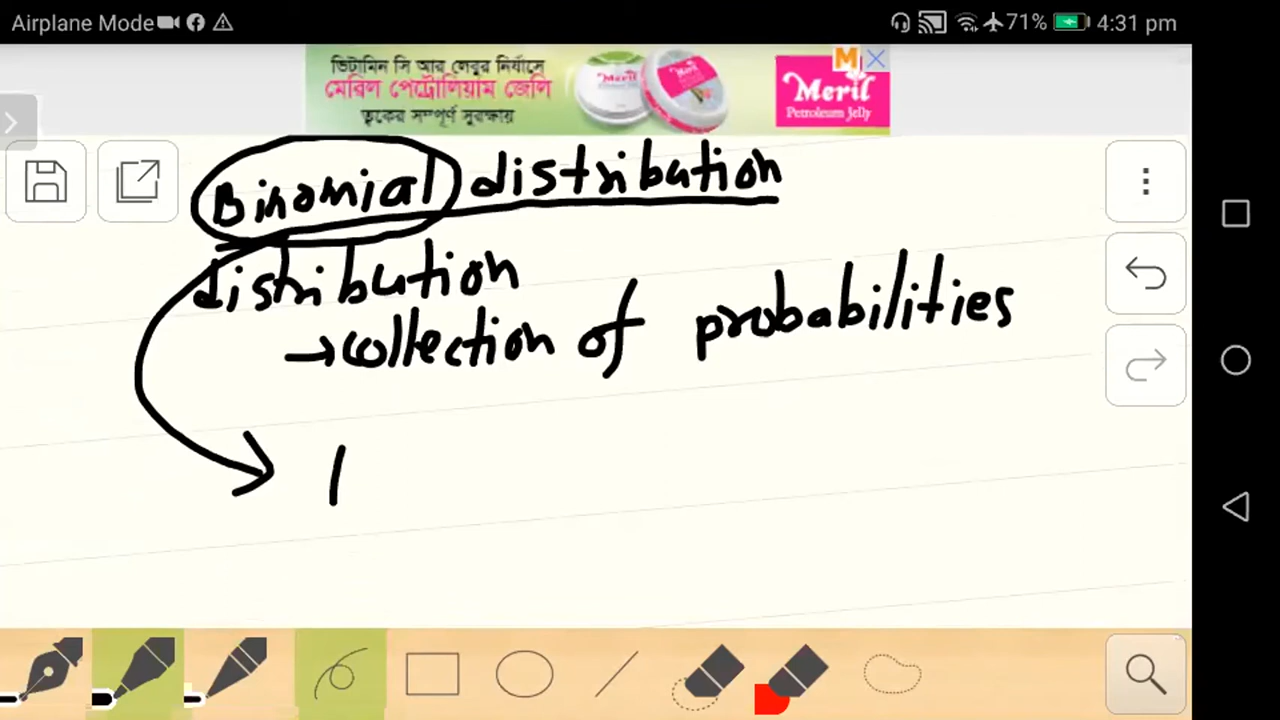 Airplane Mode 71% 4:31 pm
ভিটামিন সি আর লেবুর নির্যাসে
মেরিল পেট্রোলিয়াম জেলি
ত্বকের সম্পূর্ণ সুরক্ষায়
Meril
Meril
M
Meril
Petroleum Jelly
Binomial distribution
distribution
→ collection of probabilities